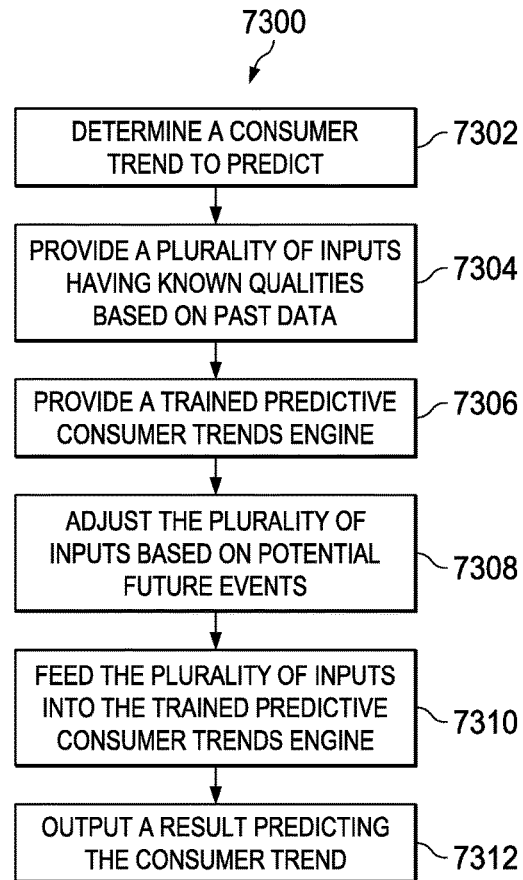 7300
DETERMINE A CONSUMER
TREND TO PREDICT
7302
PROVIDE A PLURALITY OF INPUTS
HAVING KNOWN QUALITIES
BASED ON PAST DATA
7304
PROVIDE A TRAINED PREDICTIVE
CONSUMER TRENDS ENGINE
7306
ADJUST THE PLURALITY OF
INPUTS BASED ON POTENTIAL
FUTURE EVENTS
7308
FEED THE PLURALITY OF INPUTS
INTO THE TRAINED PREDICTIVE
CONSUMER TRENDS ENGINE
7310
OUTPUT A RESULT PREDICTING
THE CONSUMER TREND
7312